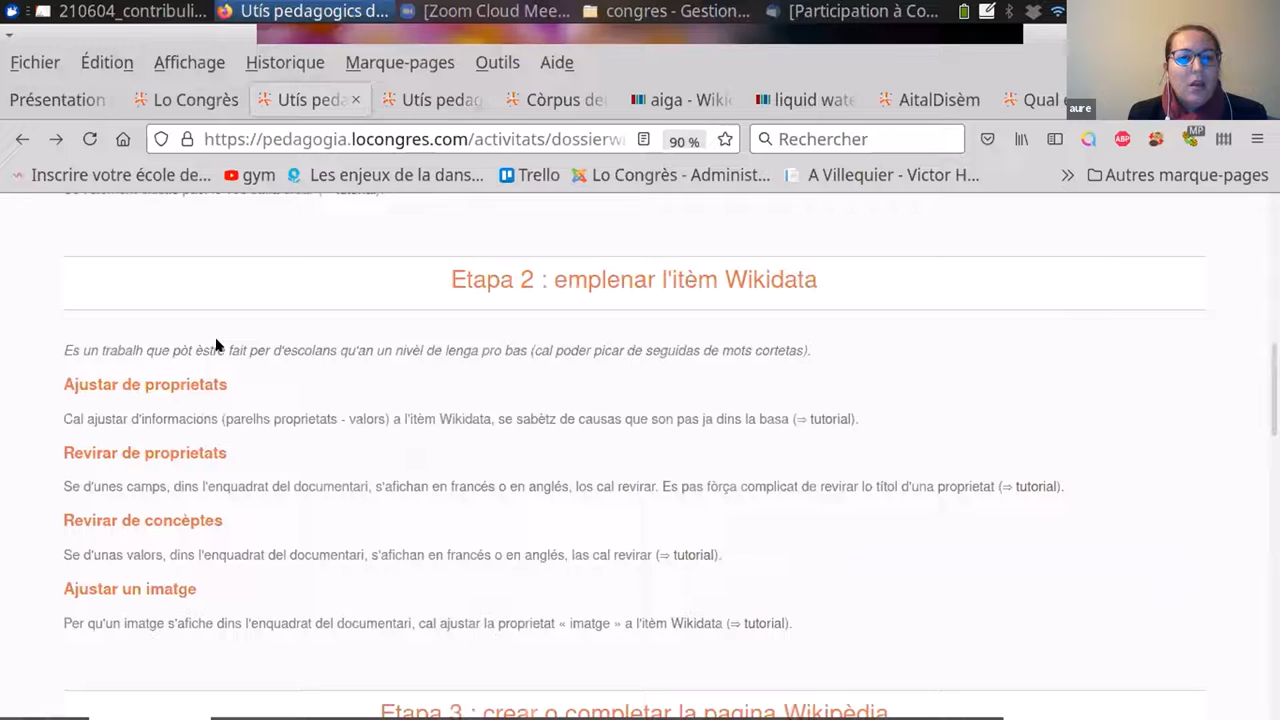 210604_contribuli...
Utís pedagogics d...
[Zoom Cloud Mee...
congres - Gestion...
[Participation à Co...
Fichier Édition Affichage Historique Marque-pages Outils Aide
Présentation Lo Congrès Utís peda × Utís pedag Còrpus de aiga - Wiki liquid wate AitalDisèm Qual
aure
https://pedagogia.locongres.com/activitats/dossierw 90 % Rechercher ABP MP
Inscrire votre école de... gym Les enjeux de la dans... Trello Lo Congrès - Administ... A Villequier - Victor H... » Autres marque-pages
Etapa 2 : emplenar l'itèm Wikidata
Es un trabalh que pòt èstre fait per d'escolans qu'an un nivèl de lenga pro bas (cal poder picar de seguidas de mots cortetas).
Ajustar de proprietats
Cal ajustar d'informacions (parelhs proprietats - valors) a l'itèm Wikidata, se sabètz de causas que son pas ja dins la basa (⇒ tutorial).
Revirar de proprietats
Se d'unes camps, dins l'enquadrat del documentari, s'afichan en francés o en anglés, los cal revirar. Es pas fòrça complicat de revirar lo títol d'una proprietat (⇒ tutorial).
Revirar de concèptes
Se d'unas valors, dins l'enquadrat del documentari, s'afichan en francés o en anglés, las cal revirar (⇒ tutorial).
Ajustar un imatge
Per qu'un imatge s'afiche dins l'enquadrat del documentari, cal ajustar la proprietat « imatge » a l'itèm Wikidata (⇒ tutorial).
Etapa 3 : crear o completar la pagina Wikipèdia